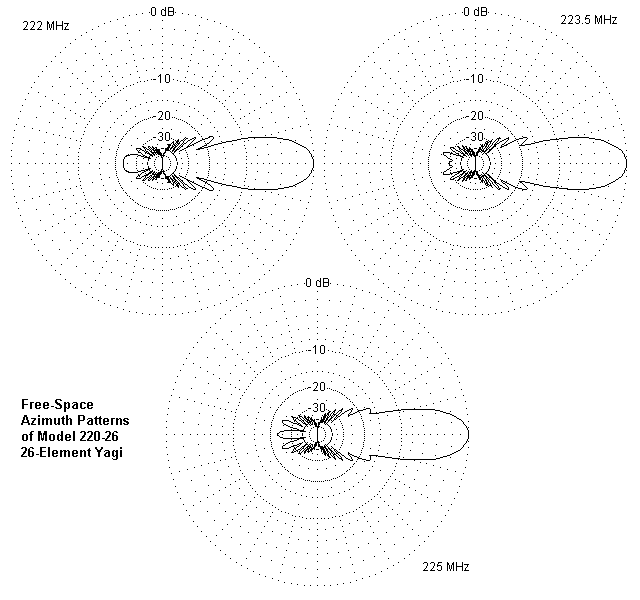 222 MHz
0 dB
-10
-20
-30
223.5 MHz
0 dB
-10
-20
-30
0 dB
-10
-20
-30
225 MHz
Free-Space
Azimuth Patterns
of Model 220-26
26-Element Yagi